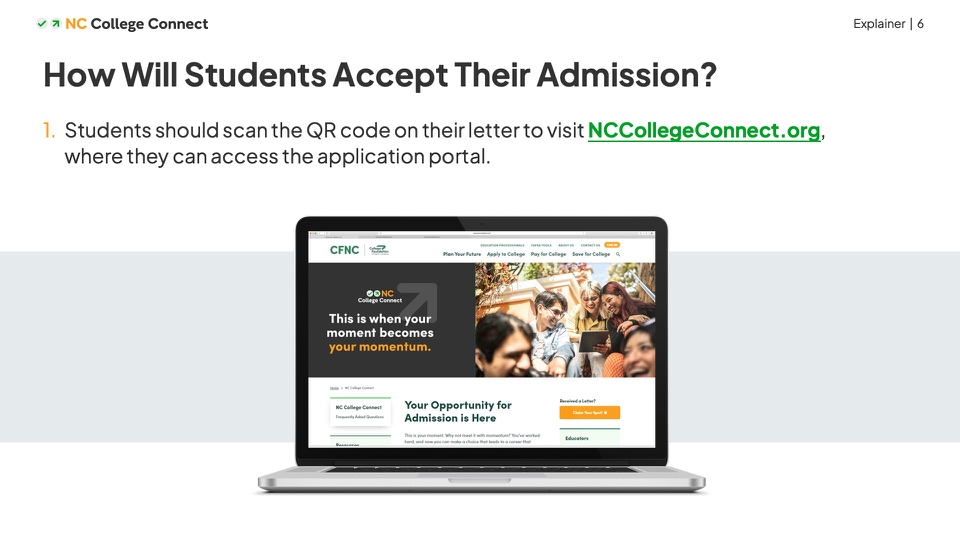 NC College Connect
Explainer | 6
How Will Students Accept Their Admission?
1. Students should scan the QR code on their letter to visit NCCollegeConnect.org,
where they can access the application portal.
EDUCATION PROFESSIONALS FAFSA TOOLS ABOUT US CONTACT US
CFNC College Foundation
Plan Your Future Apply to College Pay for College Save for College
NC
College Connect
This is when your
moment becomes
your momentum.
Home > NC College Connect
NC College Connect
Frequently Asked Questions
Resources
Your Opportunity for
Admission is Here
This is your moment. Why not meet it with momentum? You've worked
hard, and now you can make a choice that leads to a career that
Received a Letter?
Claim Your Spot!
Educators